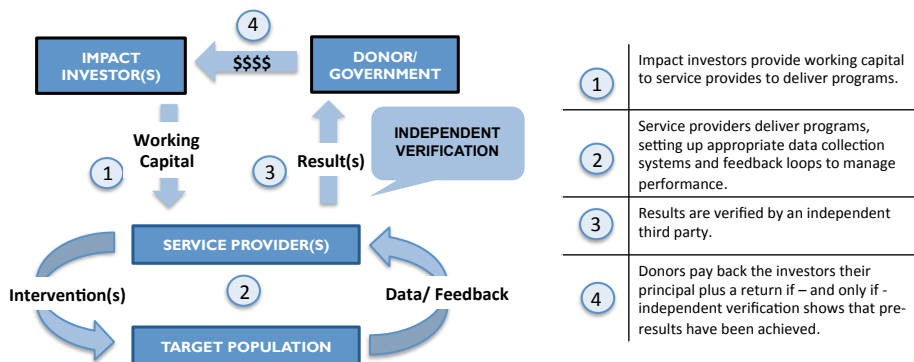 4
IMPACT
INVESTOR(S)
$$$$
DONOR/
GOVERNMENT
Working
Capital
1
3
Result(s)
INDEPENDENT
VERIFICATION
SERVICE PROVIDER(S)
Intervention(s)
2
Data/ Feedback
TARGET POPULATION
1
Impact investors provide working capital
to service provides to deliver programs.
2
Service providers deliver programs,
setting up appropriate data collection
systems and feedback loops to manage
performance.
3
Results are verified by an independent
third party.
4
Donors pay back the investors their
principal plus a return if – and only if -
independent verification shows that pre-
results have been achieved.